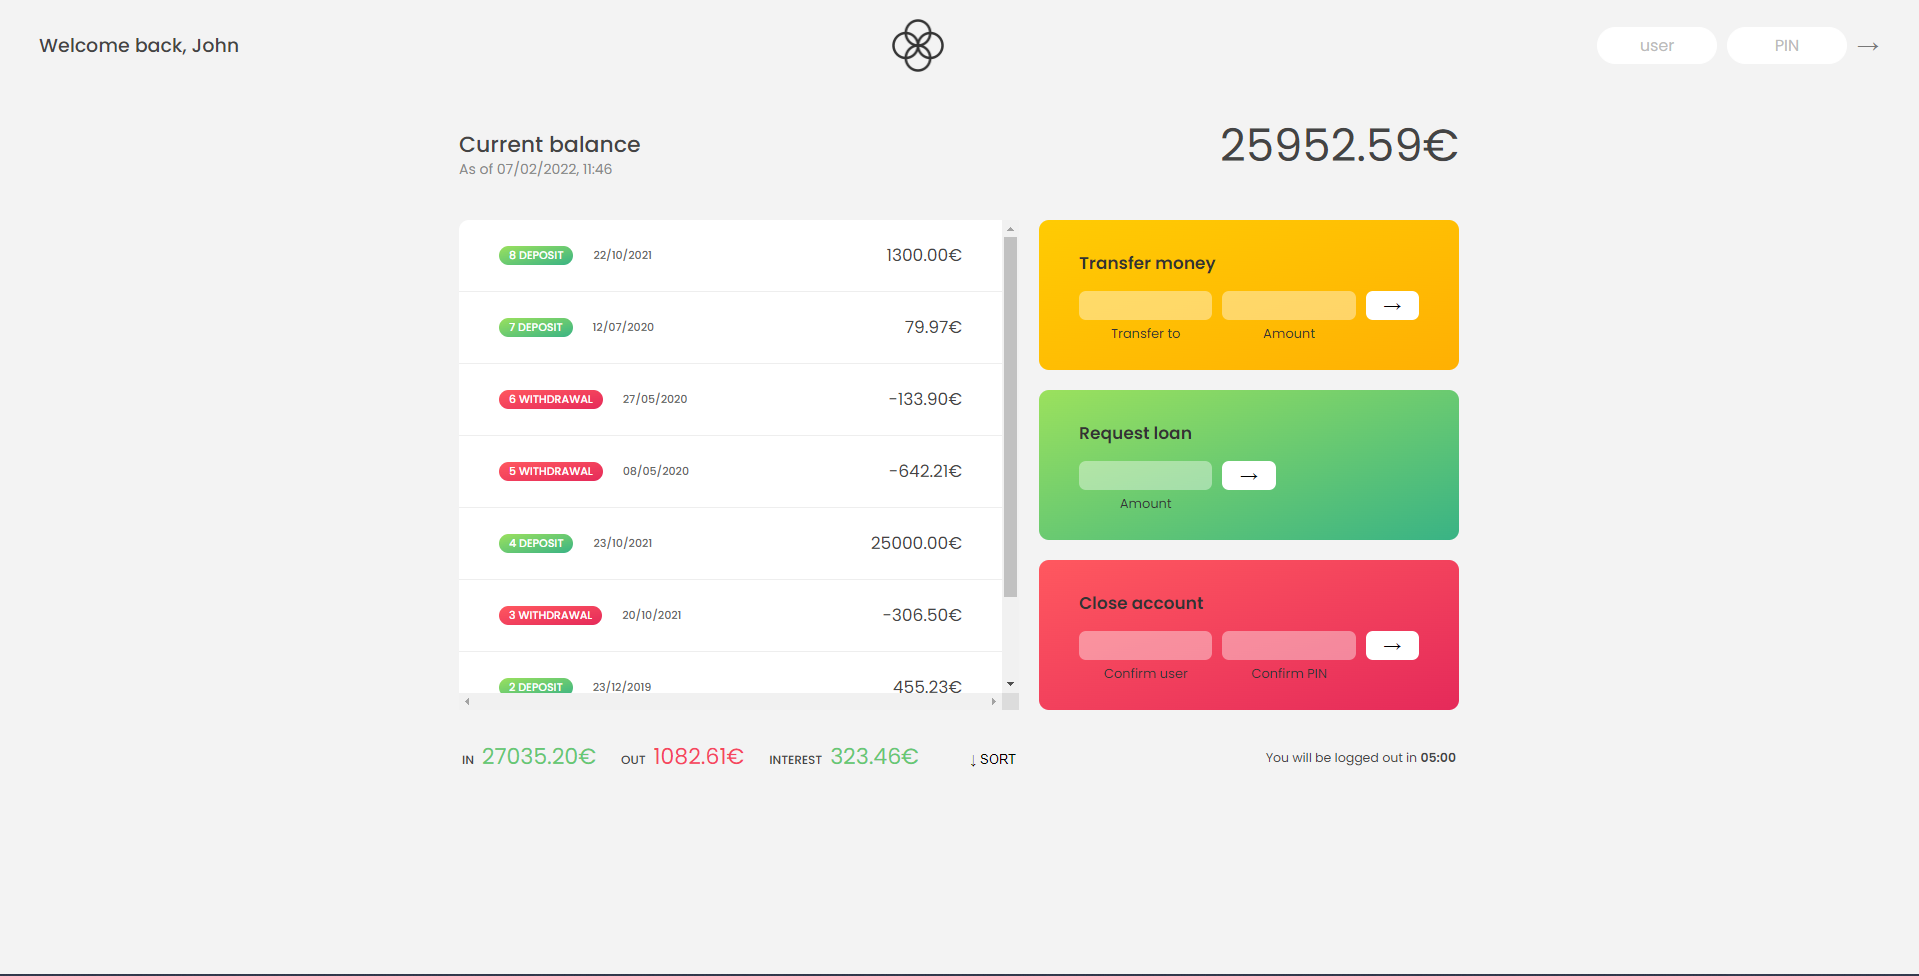 Welcome back, John
user
PIN
→
Current balance
As of 07/02/2022, 11:46
25952.59€
8 DEPOSIT 22/10/2021 1300.00€
7 DEPOSIT 12/07/2020 79.97€
6 WITHDRAWAL 27/05/2020 -133.90€
5 WITHDRAWAL 08/05/2020 -642.21€
4 DEPOSIT 23/10/2021 25000.00€
3 WITHDRAWAL 20/10/2021 -306.50€
2 DEPOSIT 23/12/2019 455.23€
Transfer money
→
Transfer to Amount
Request loan
→
Amount
Close account
→
Confirm user Confirm PIN
IN 27035.20€ OUT 1082.61€ INTEREST 323.46€ ↓ SORT
You will be logged out in 05:00